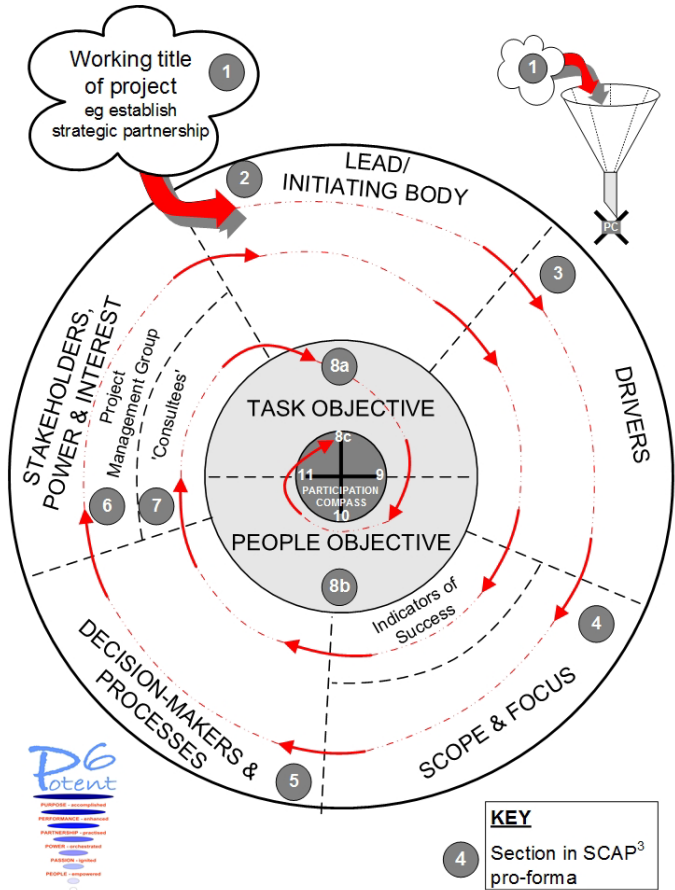 Working title
of project
eg establish
strategic partnership
1
1
PC
2
LEAD/
INITIATING BODY
3
DRIVERS
4
SCOPE & FOCUS
Indicators of
Success
5
DECISION-MAKERS &
PROCESSES
STAKEHOLDERS,
POWER & INTEREST
Project
Management Group
6
'Consultees'
7
8a
TASK OBJECTIVE
8c
11
9
PARTICIPATION
COMPASS
10
PEOPLE OBJECTIVE
8b
P6
otent
PURPOSE - accomplished
PERFORMANCE - enhanced
PARTNERSHIP - practised
POWER - orchestrated
PASSION - ignited
PEOPLE - empowered
KEY
4
Section in SCAP³
pro-forma